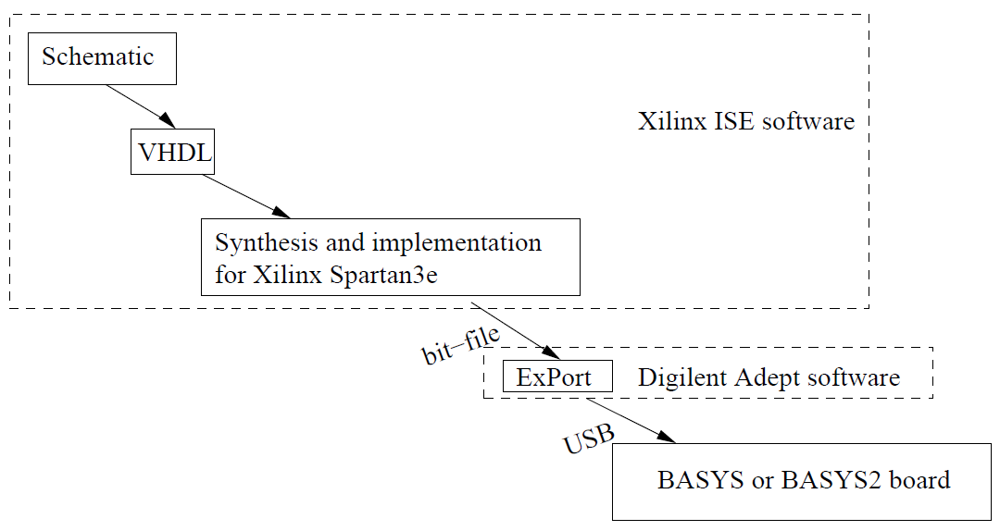 Schematic
Xilinx ISE software
VHDL
Synthesis and implementation
for Xilinx Spartan3e
bit−file
ExPort
Digilent Adept software
USB
BASYS or BASYS2 board